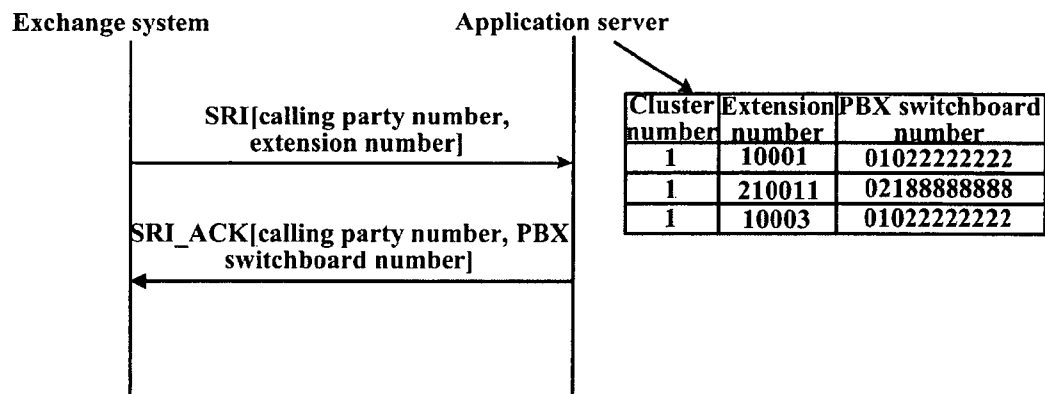 Exchange system
Application server
SRI[calling party number,
extension number]
SRI_ACK[calling party number, PBX
switchboard number]
Cluster number Extension number PBX switchboard number
1 10001 01022222222
1 210011 02188888888
1 10003 01022222222